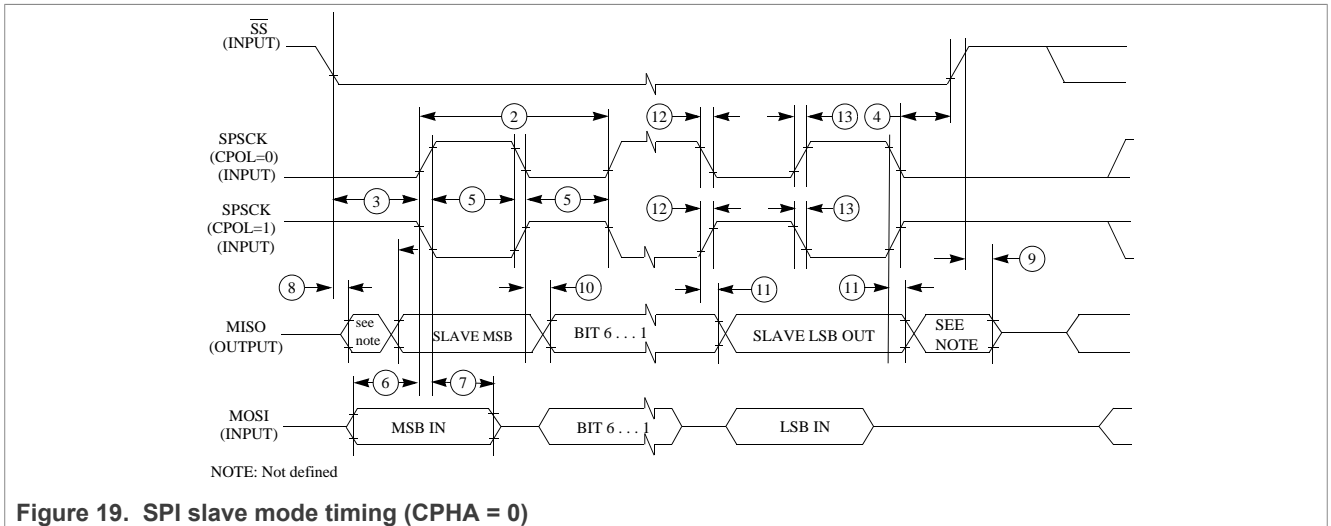 SS
(INPUT)
2
12
13
4
SPSCK
(CPOL=0)
(INPUT)
3
5
5
SPSCK
(CPOL=1)
(INPUT)
12
13
9
8
10
11
11
MISO
(OUTPUT)
see
note
SLAVE MSB
BIT 6 . . . 1
SLAVE LSB OUT
SEE
NOTE
6
7
MOSI
(INPUT)
MSB IN
BIT 6 . . . 1
LSB IN
NOTE: Not defined
Figure 19. SPI slave mode timing (CPHA = 0)